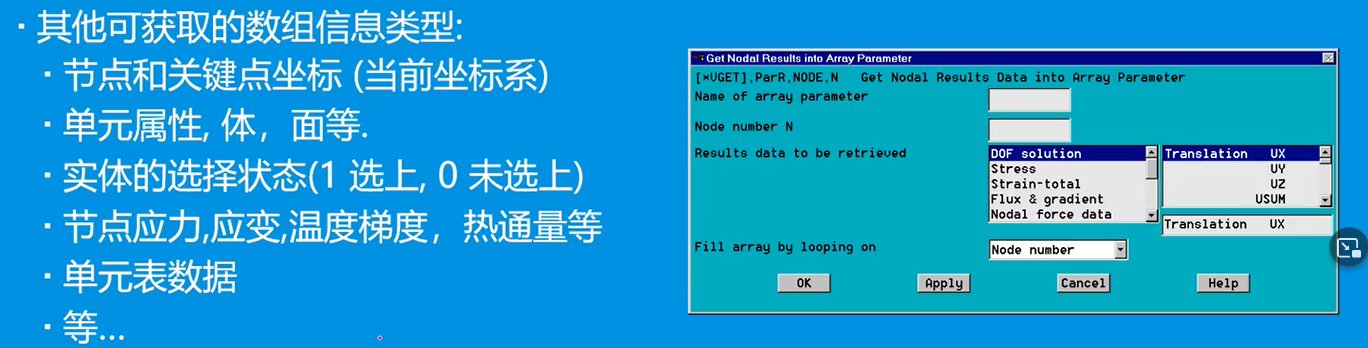 · 其他可获取的数组信息类型:
· 节点和关键点坐标 (当前坐标系)
· 单元属性, 体，面等.
· 实体的选择状态(1 选上, 0 未选上)
· 节点应力,应变,温度梯度，热通量等
· 单元表数据
· 等...
Get Nodal Results into Array Parameter
[*VGET],ParR,NODE,N Get Nodal Results Data into Array Parameter
Name of array parameter
Node number N
Results data to be retrieved
DOF solution
Stress
Strain-total
Flux & gradient
Nodal force data
Translation UX
UY
UZ
USUM
Translation UX
Fill array by looping on
Node number
OK Apply Cancel Help